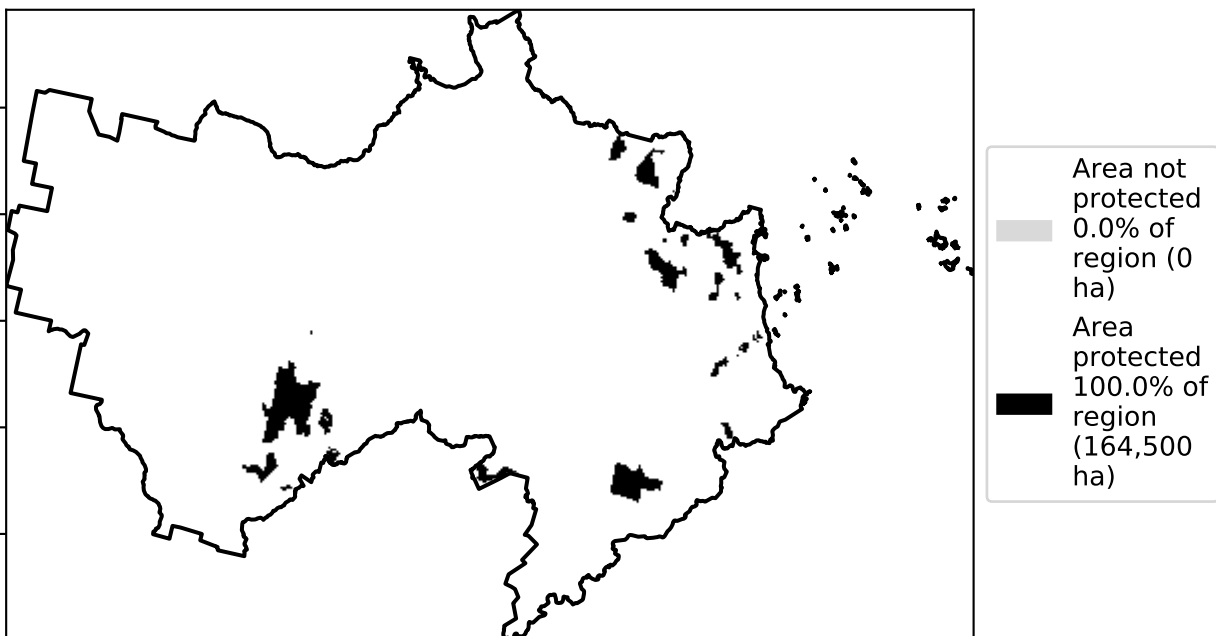 Area not
protected
0.0% of
region (0
ha)
Area
protected
100.0% of
region
(164,500
ha)